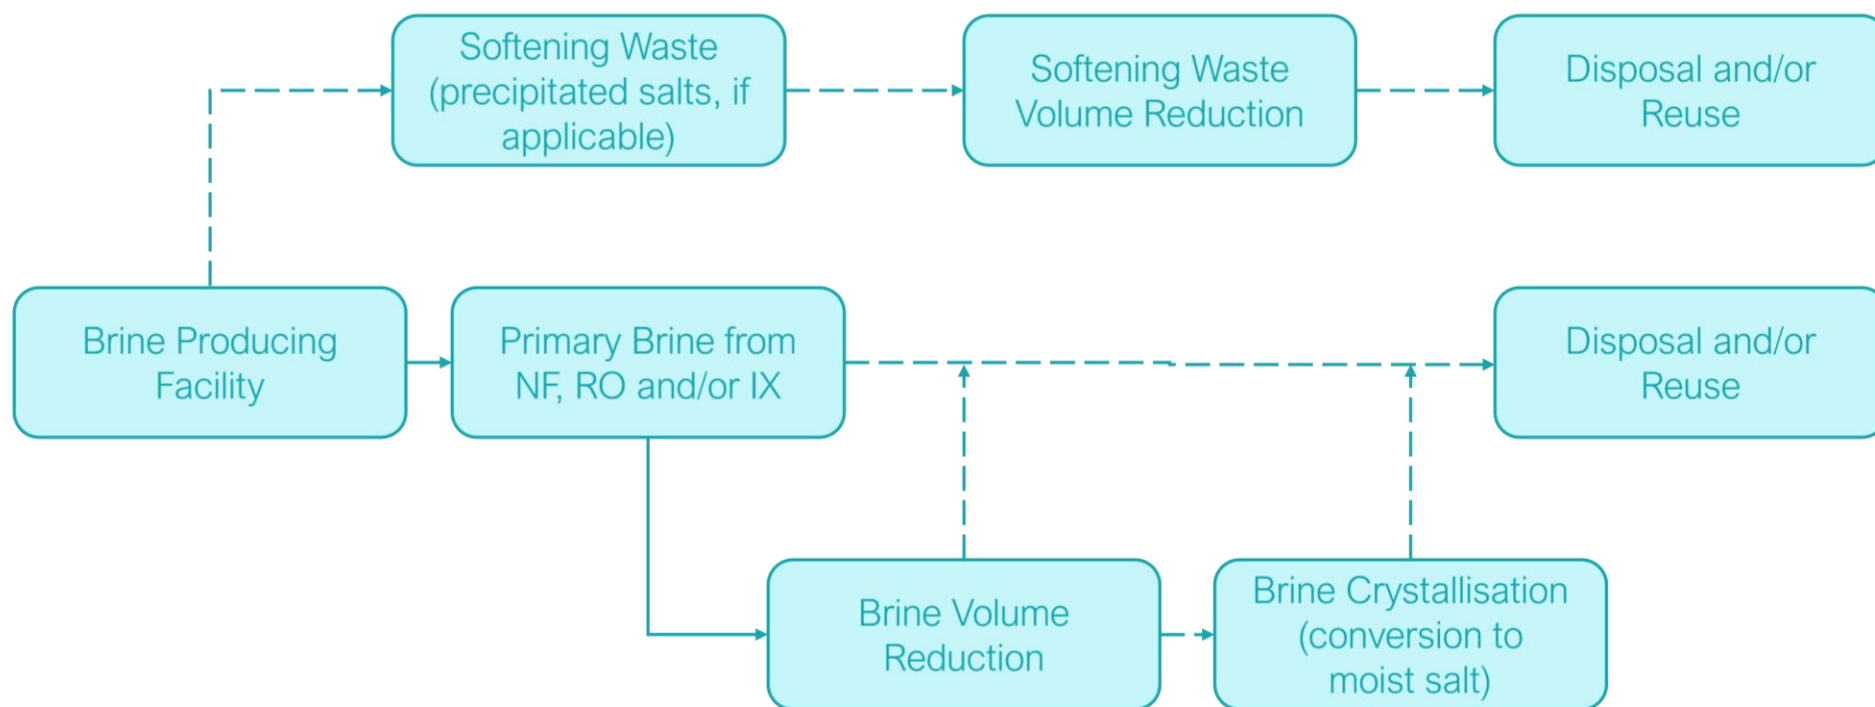 Softening Waste
(precipitated salts, if
applicable)
Softening Waste
Volume Reduction
Disposal and/or
Reuse
Brine Producing
Facility
Primary Brine from
NF, RO and/or IX
Disposal and/or
Reuse
Brine Volume
Reduction
Brine Crystallisation
(conversion to
moist salt)